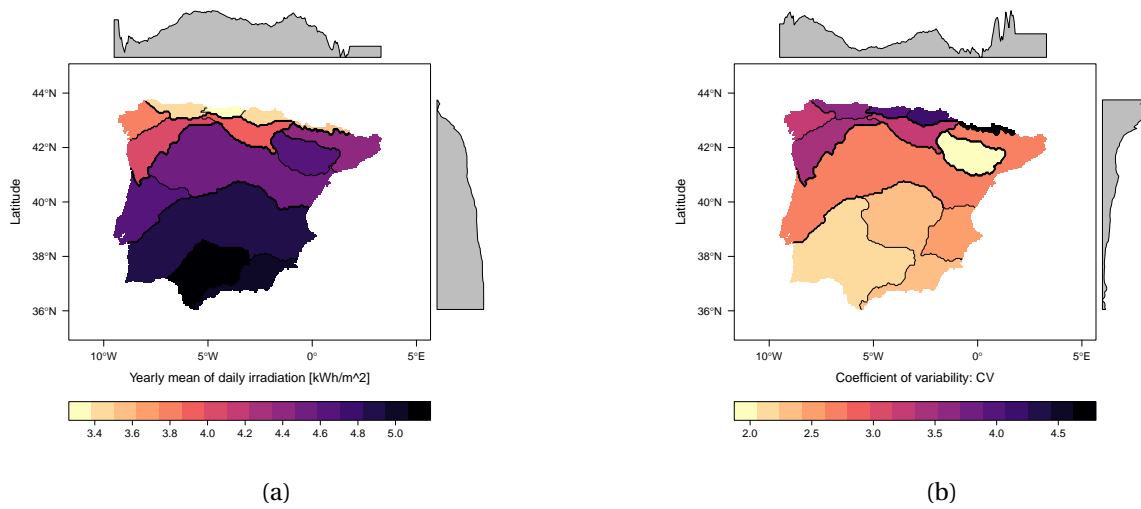 44°N
42°N
40°N
38°N
36°N
Latitude
10°W 5°W 0° 5°E
Yearly mean of daily irradiation [kWh/m^2]
3.4 3.6 3.8 4.0 4.2 4.4 4.6 4.8 5.0
(a)
44°N
42°N
40°N
38°N
36°N
Latitude
10°W 5°W 0° 5°E
Coefficient of variability: CV
2.0 2.5 3.0 3.5 4.0 4.5
(b)